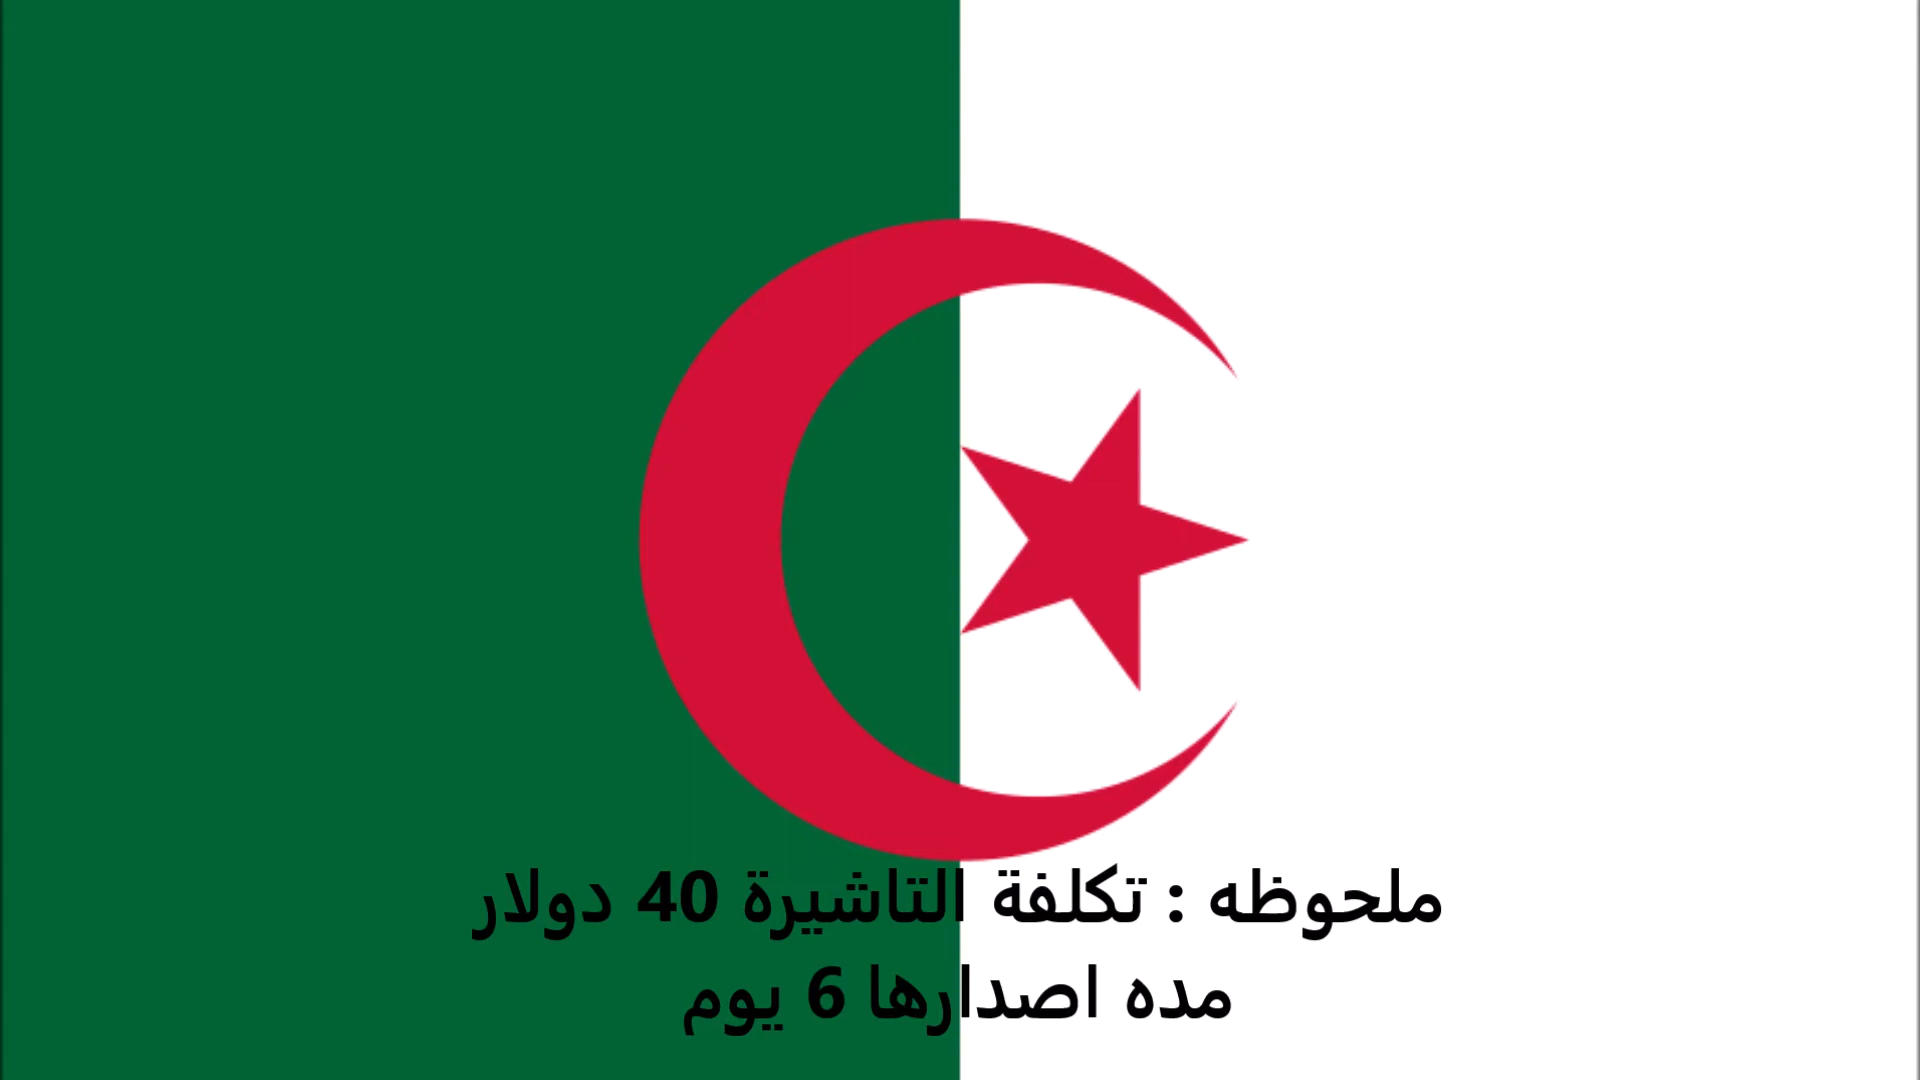 ملحوظه : تكلفة التاشيرة 40 دولار
مده اصدارها 6 يوم